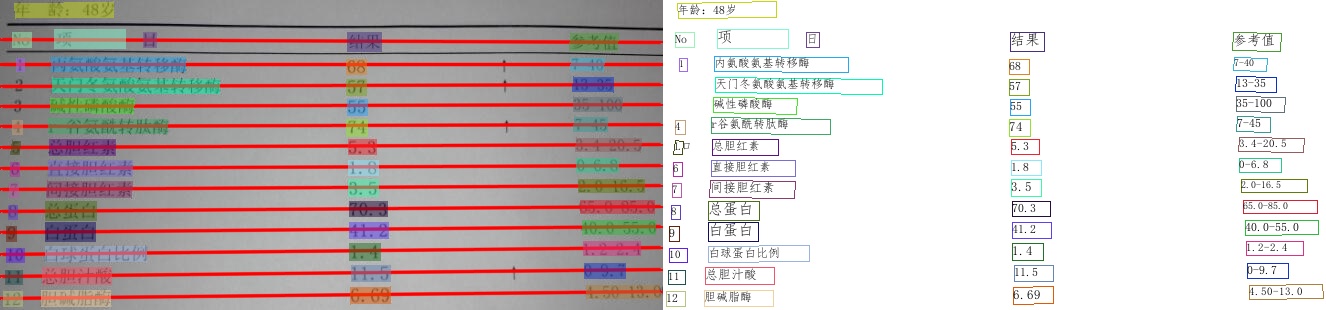 年 龄: 48岁
No 项 目 结果 参考值
1 丙氨酸氨基转移酶 68 ↑ 7-40
2 天门冬氨酸氨基转移酶 57 ↑ 13-35
3 碱性磷酸酶 55 35-100
4 r-谷氨酰转肽酶 74 ↑ 7-45
5 总胆红素 5.3 3.4-20.5
6 直接胆红素 1.8 0-6.8
7 间接胆红素 3.5 2.0-16.5
8 总蛋白 70.3 65.0-85.0
9 白蛋白 41.2 40.0-55.0
10 白球蛋白比例 1.4 1.2-2.4
11 总胆汁酸 11.5 ↑ 0-9.7
12 胆碱脂酶 6.69 4.50-13.0
年龄: 48岁
No 项 日 结果 参考值
1 内氨酸氨基转移酶 68 7-40
天门冬氨酸氨基转移酶 57 13-35
碱性磷酸酶 55 35-100
4 r谷氨酰转肽酶 74 7-45
总胆红素 5.3 3.4-20.5
6 直接胆红素 1.8 0-6.8
7 间接胆红素 3.5 2.0-16.5
8 总蛋白 70.3 65.0-85.0
9 白蛋白 41.2 40.0-55.0
10 白球蛋白比例 1.4 1.2-2.4
11 总胆汁酸 11.5 0-9.7
12 胆碱脂酶 6.69 4.50-13.0